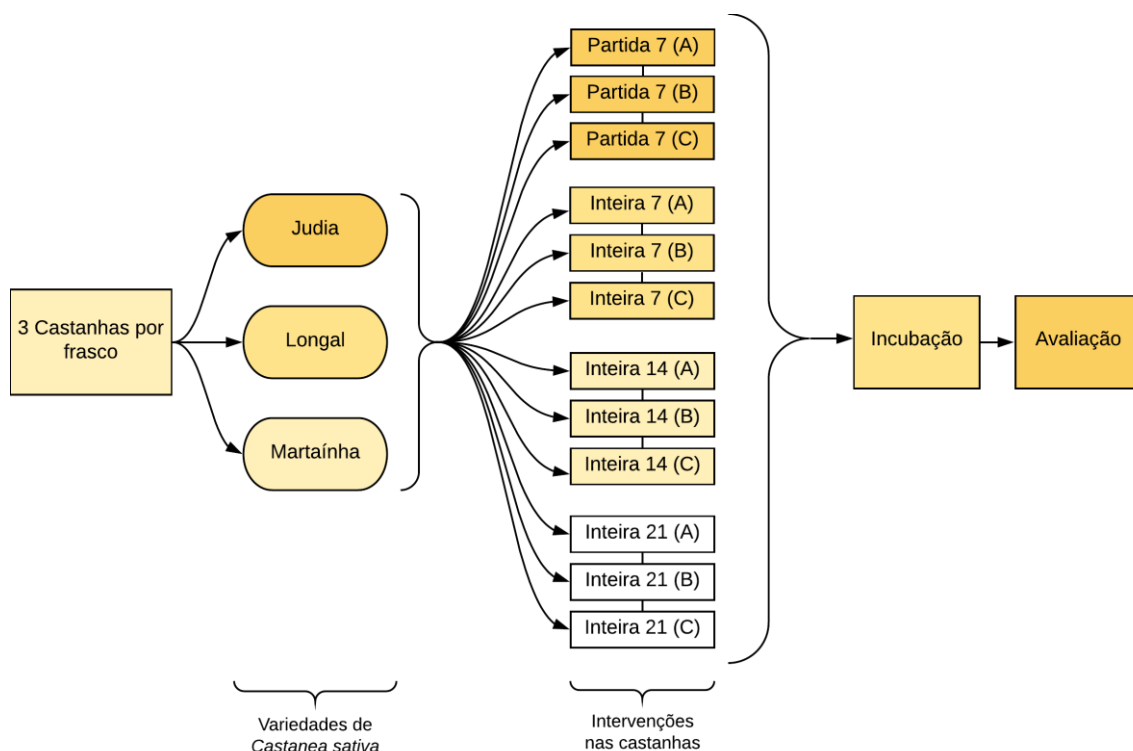 3 Castanhas por
frasco
Judia
Longal
Martaínha
Variedades de
Castanea sativa
Partida 7 (A)
Partida 7 (B)
Partida 7 (C)
Inteira 7 (A)
Inteira 7 (B)
Inteira 7 (C)
Inteira 14 (A)
Inteira 14 (B)
Inteira 14 (C)
Inteira 21 (A)
Inteira 21 (B)
Inteira 21 (C)
Intervenções
nas castanhas
Incubação
Avaliação